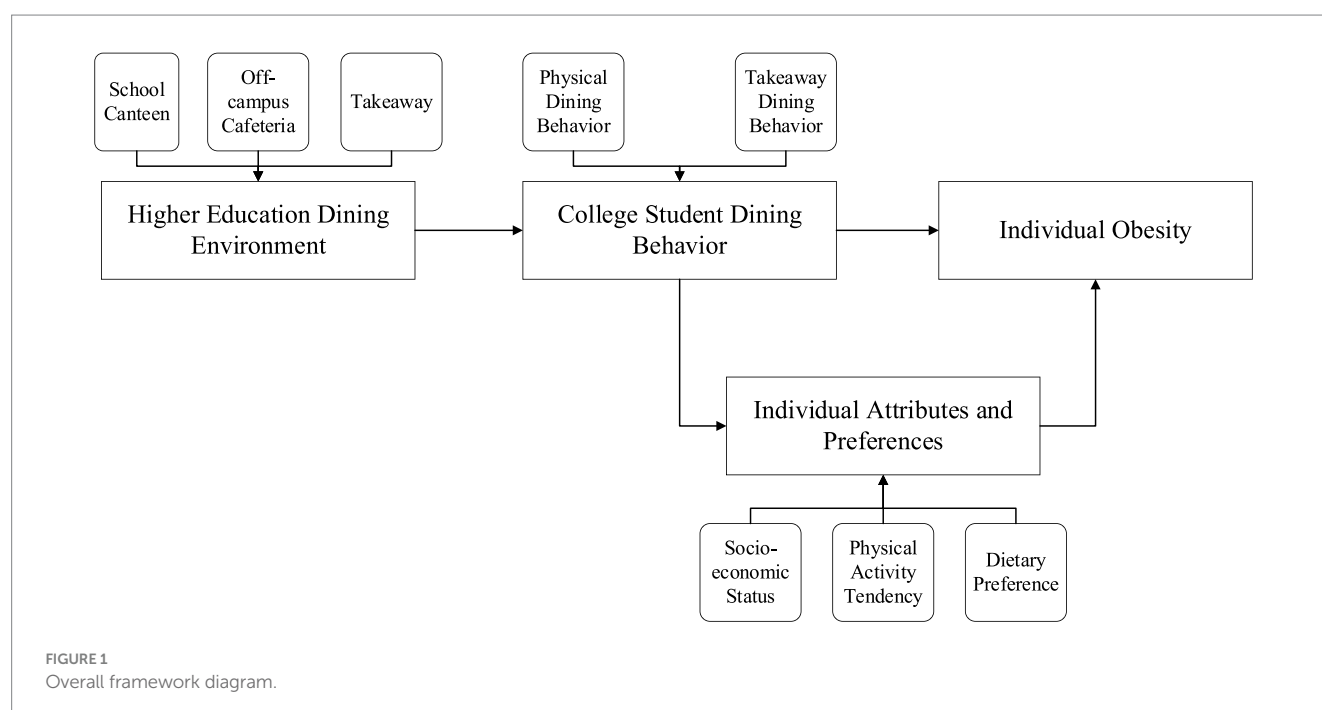 School
Canteen
Off-
campus
Cafeteria
Takeaway
Physical
Dining
Behavior
Takeaway
Dining
Behavior
Higher Education Dining
Environment
College Student Dining
Behavior
Individual Obesity
Individual Attributes and
Preferences
Socio-
economic
Status
Physical
Activity
Tendency
Dietary
Preference
FIGURE 1
Overall framework diagram.